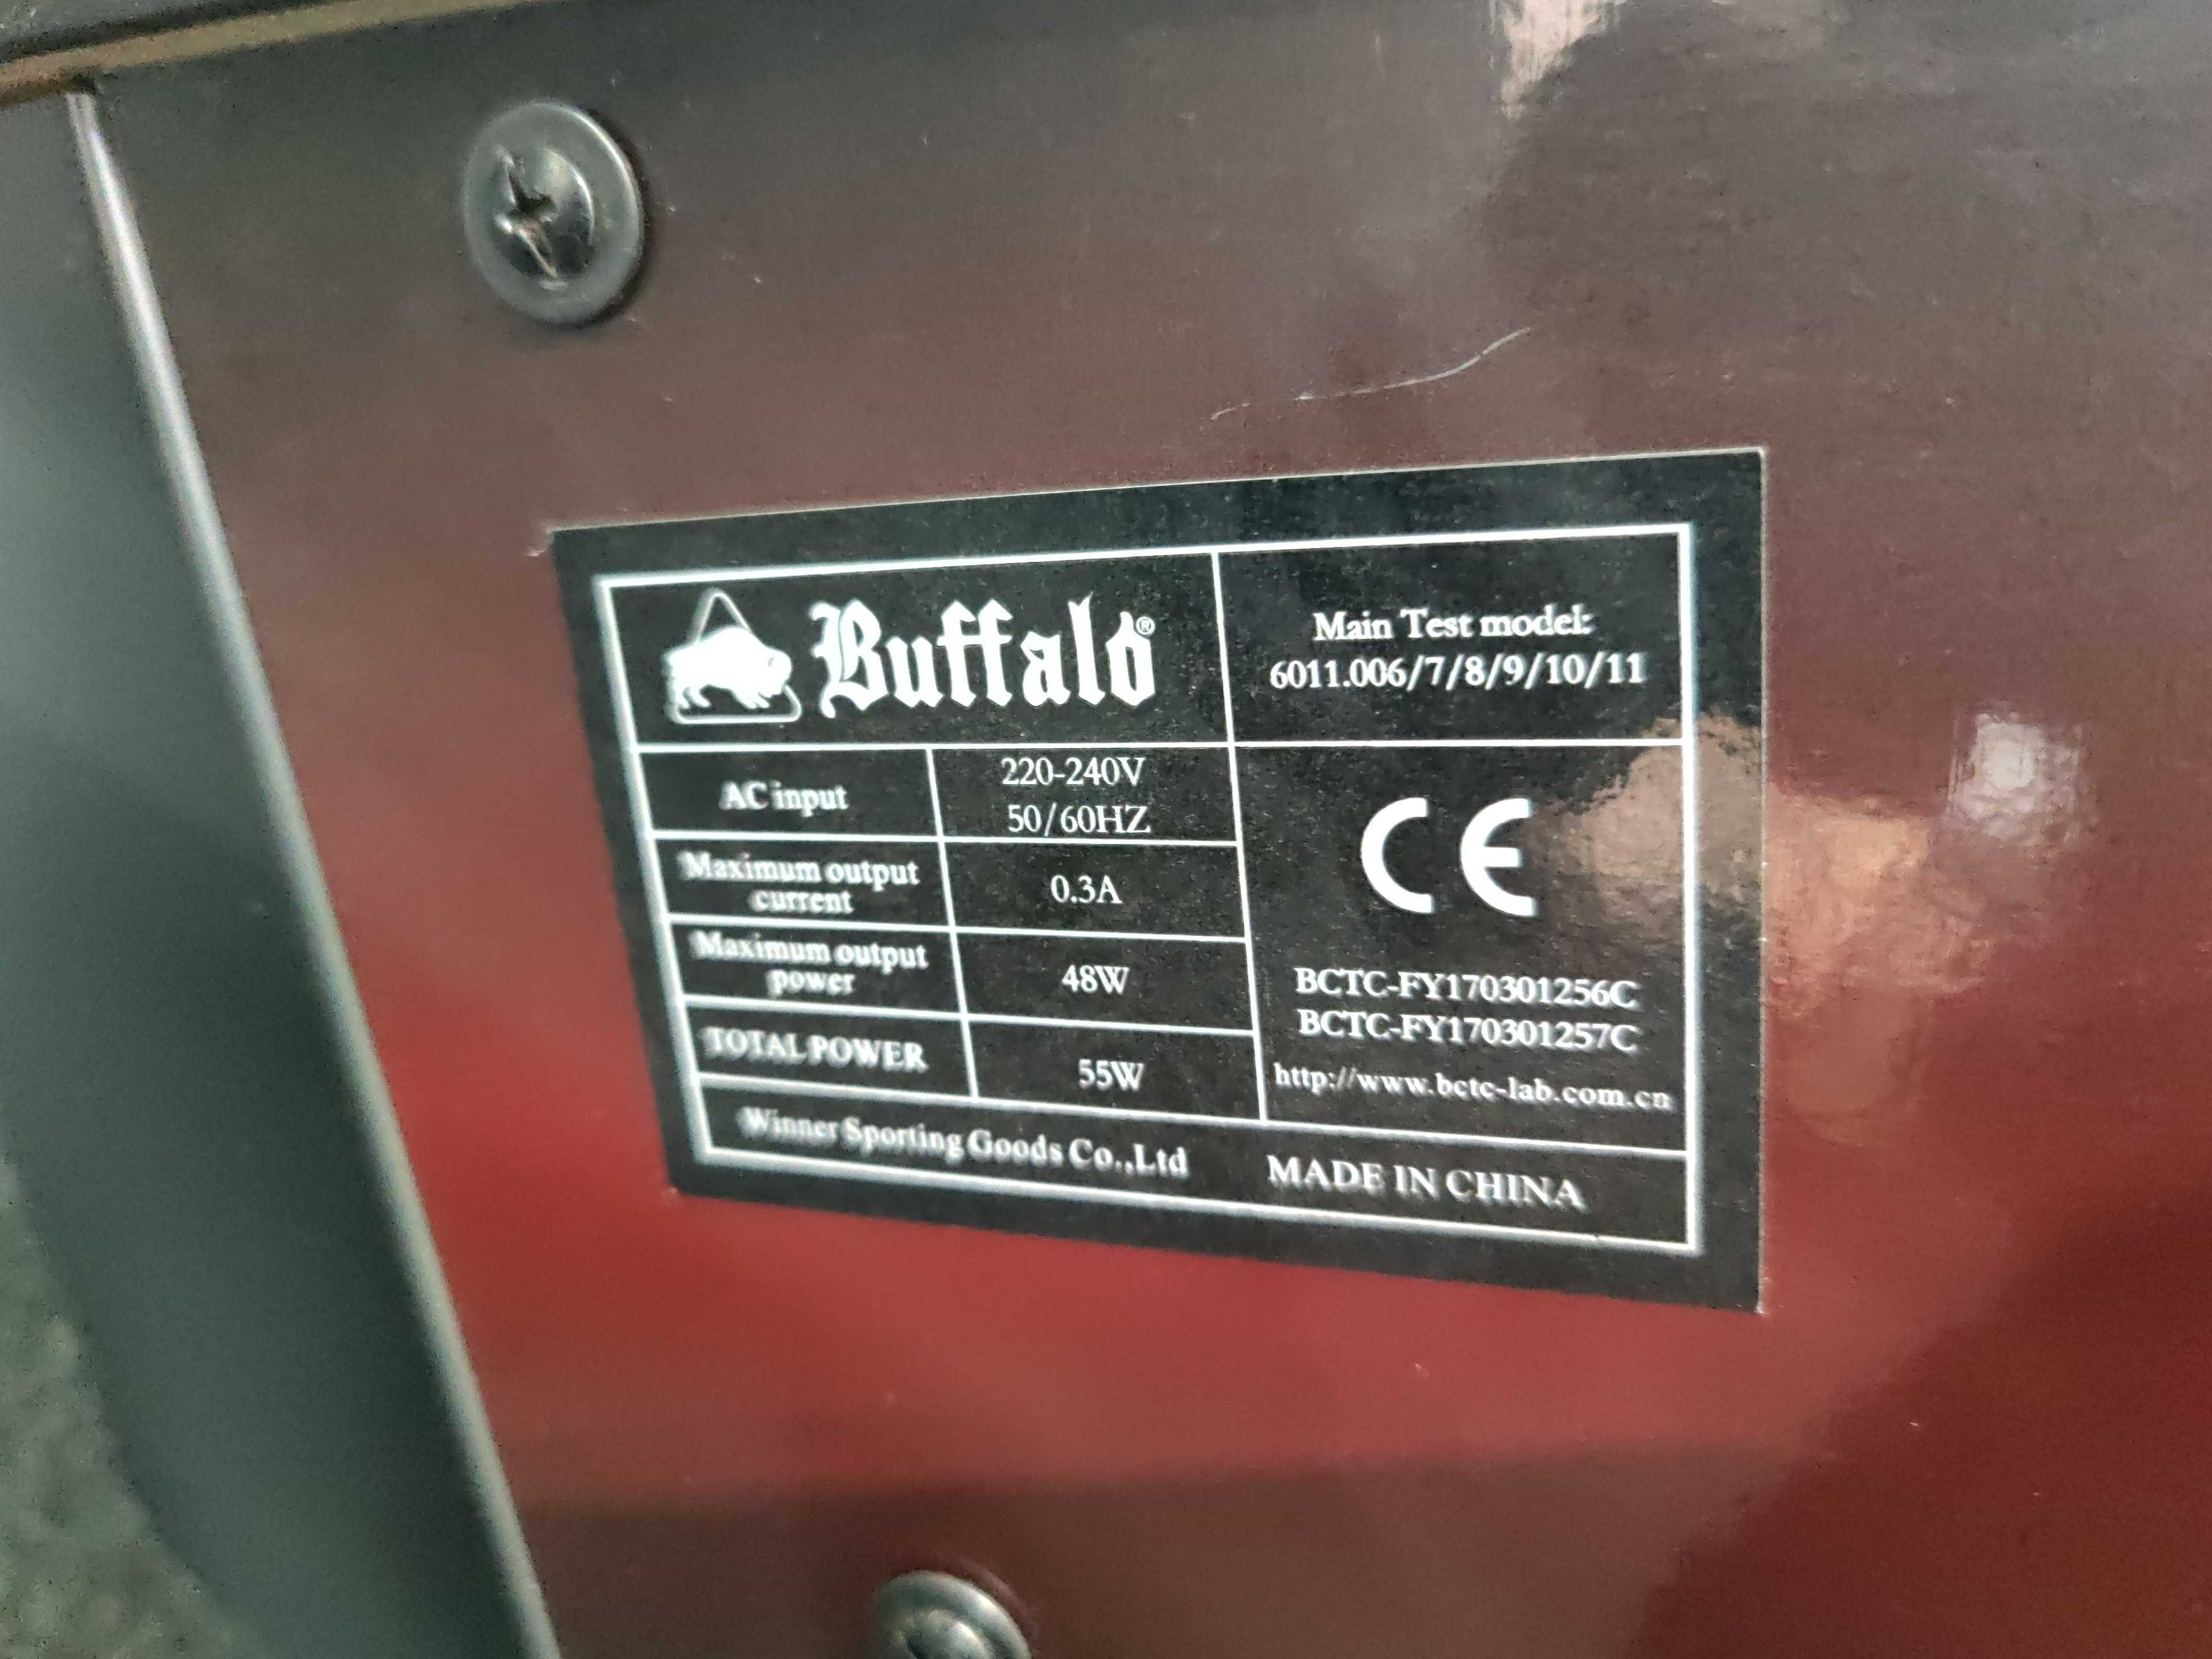 Buffalo®
Main Test model:
6011.006/7/8/9/10/11
AC input
220-240V
50/60HZ
Maximum output
current
0.3A
Maximum output
power
48W
TOTAL POWER
55W
CE
BCTC-FY170301256C
BCTC-FY170301257C
http://www.bctc-lab.com.cn
Winner Sporting Goods Co.,Ltd
MADE IN CHINA